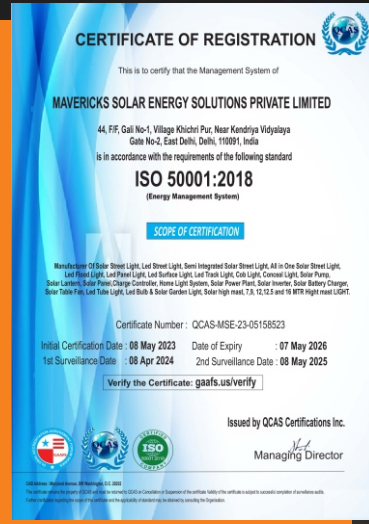 QCAS
CERTIFICATE OF REGISTRATION
This is to certify that the Management System of
MAVERICKS SOLAR ENERGY SOLUTIONS PRIVATE LIMITED
44, F/F, Gali No-1, Village Khichri Pur, Near Kendriya Vidyalaya
Gate No-2, East Delhi, Delhi, 110091, India
is in accordance with the requirements of the following standard
ISO 50001:2018
(Energy Management System)
SCOPE OF CERTIFICATION
Manufacturer Of Solar Street Light, Led Street Light, Semi Integrated Solar Street Light, All in One Solar Street Light,
Led Flood Light, Led Panel Light, Led Surface Light, Led Track Light, Cob Light, Conceal Light, Solar Pump,
Solar Lantern, Solar Panel,Charge Controller, Home Light System, Solar Power Plant, Solar Inverter, Solar Battery Charger,
Solar Table Fan, Led Tube Light, Led Bulb & Solar Garden Light, Solar high mast, 7,9, 12,12.5 and 16 MTR Hight mast LIGHT.
Certificate Number : QCAS-MSE-23-05158523
Initial Certification Date : 08 May 2023 Date of Expiry : 07 May 2026
1st Surveillance Date : 08 Apr 2024 2nd Surveillance Date : 08 May 2025
Verify the Certificate: gaafs.us/verify
Issued by QCAS Certifications Inc.
Managing Director
QCAS
CERTIFIED
ISO
50001:2018
COMPANY